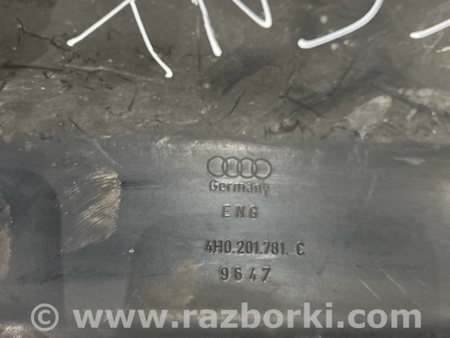 Germany
ENG
4H0.201.781. C
9647
© www.razborki.com